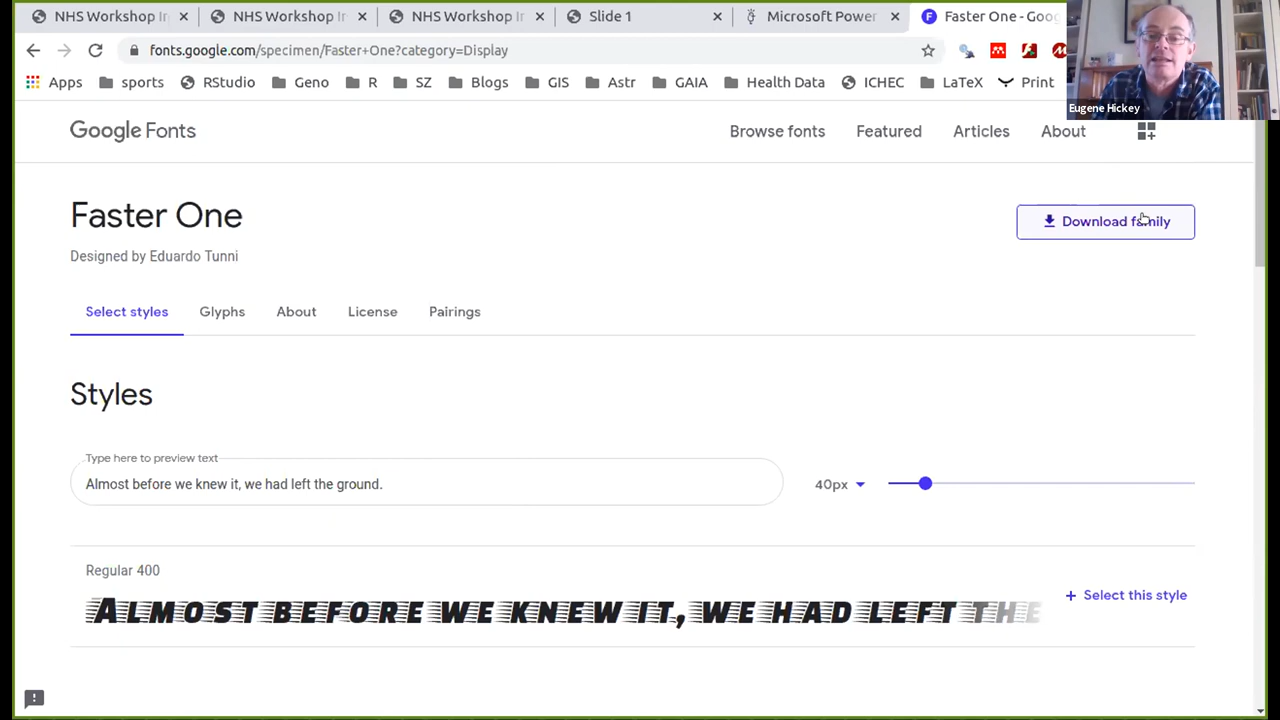 NHS Workshop In
NHS Workshop In
NHS Workshop In
Slide 1
Microsoft Power
Faster One - Goog
fonts.google.com/specimen/Faster+One?category=Display
Apps
sports
RStudio
Geno
R
SZ
Blogs
GIS
Astr
GAIA
Health Data
ICHEC
LaTeX
Print
Eugene Hickey
Google Fonts
Browse fonts
Featured
Articles
About
Faster One
Download family
Designed by Eduardo Tunni
Select styles
Glyphs
About
License
Pairings
Styles
Type here to preview text
Almost before we knew it, we had left the ground.
40px
Regular 400
Almost before we knew it, we had left the
+ Select this style